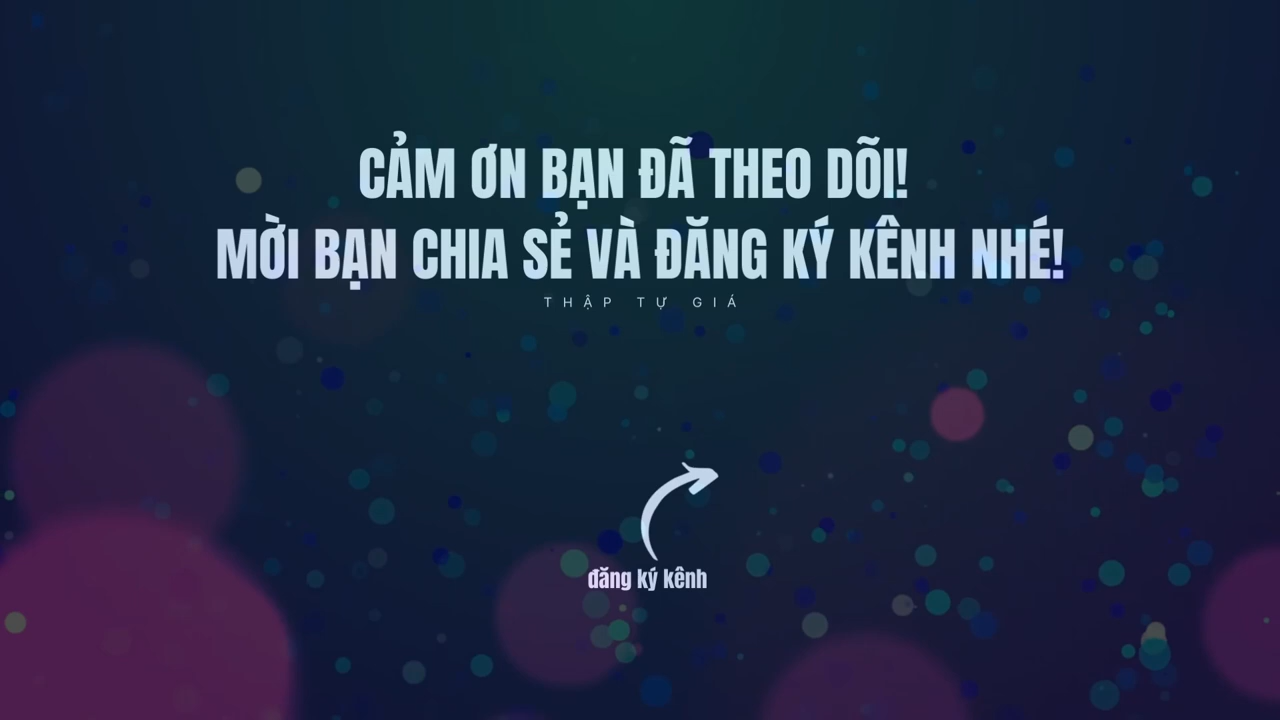 CẢM ƠN BẠN ĐÃ THEO DÕI!
MỜI BẠN CHIA SẺ VÀ ĐĂNG KÝ KÊNH NHÉ!
THẬP TỰ GIÁ
đăng ký kênh